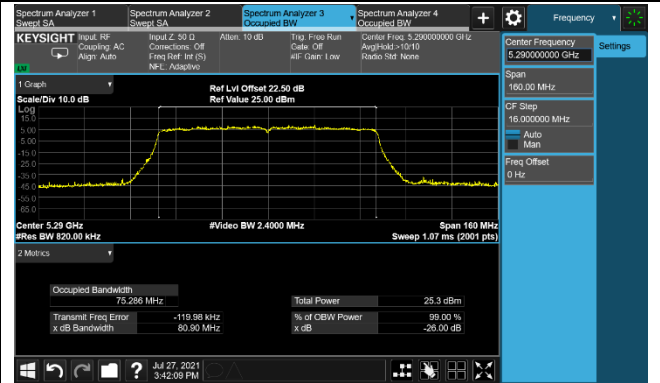 Spectrum Analyzer 1
Swept SA
Spectrum Analyzer 2
Swept SA
Spectrum Analyzer 3
Occupied BW
Spectrum Analyzer 4
Occupied BW
+
Frequency
KEYSIGHT
Input: RF
Coupling: AC
Align: Auto
Input Z: 50 Ω
Corrections: Off
Freq Ref: Int (S)
NFE: Adaptive
Atten: 10 dB
Trig: Free Run
Gate: Off
#IF Gain: Low
Center Freq: 5.290000000 GHz
Avg|Hold:>10/10
Radio Std: None
LM
Center Frequency
5.290000000 GHz
Settings
Span
160.00 MHz
CF Step
16.000000 MHz
Auto
Man
Freq Offset
0 Hz
1 Graph
Scale/Div 10.0 dB
Ref Lvl Offset 22.50 dB
Ref Value 25.00 dBm
Log
15.0
5.00
-5.00
-15.0
-25.0
-35.0
-45.0
-55.0
-65.0
Center 5.29 GHz
#Res BW 820.00 kHz
#Video BW 2.4000 MHz
Span 160 MHz
Sweep 1.07 ms (2001 pts)
2 Metrics
Occupied Bandwidth
75.286 MHz
Total Power 25.3 dBm
Transmit Freq Error -119.98 kHz
% of OBW Power 99.00 %
x dB Bandwidth 80.90 MHz
x dB -26.00 dB
?
Jul 27, 2021
3:42:09 PM